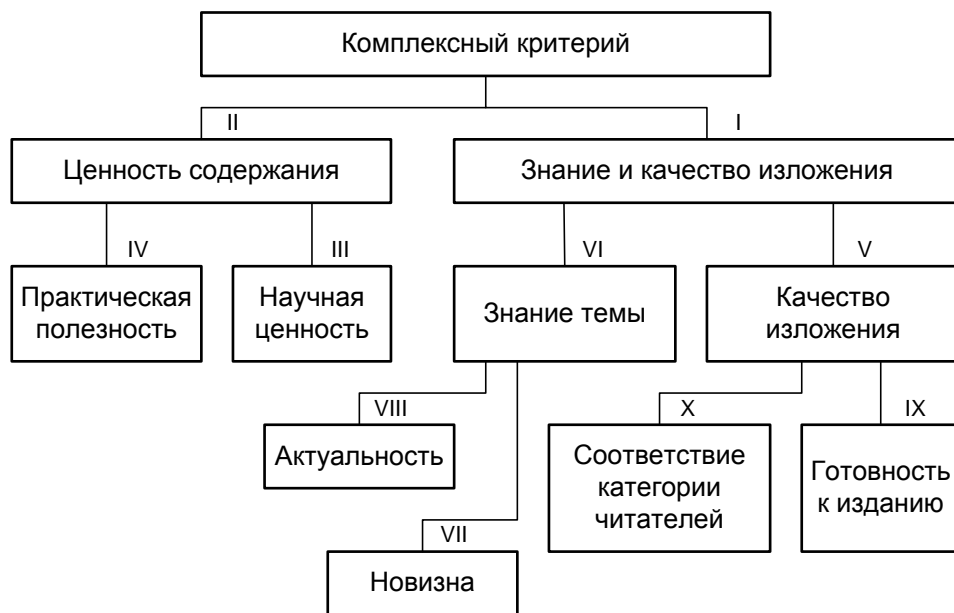 Комплексный критерий
II
I
Ценность содержания
Знание и качество изложения
IV
III
VI
V
Практическая
полезность
Научная
ценность
Знание темы
Качество
изложения
VIII
X
IX
Актуальность
Соответствие
категории
читателей
Готовность
к изданию
VII
Новизна